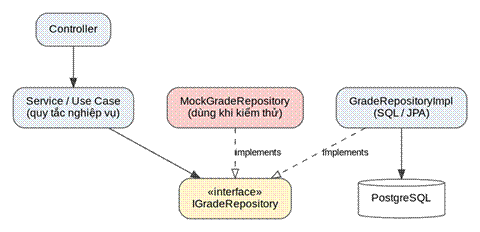 Controller
Service / Use Case
(quy tắc nghiệp vụ)
MockGradeRepository
(dùng khi kiểm thử)
GradeRepositoryImpl
(SQL / JPA)
implements
implements
«interface»
IGradeRepository
PostgreSQL